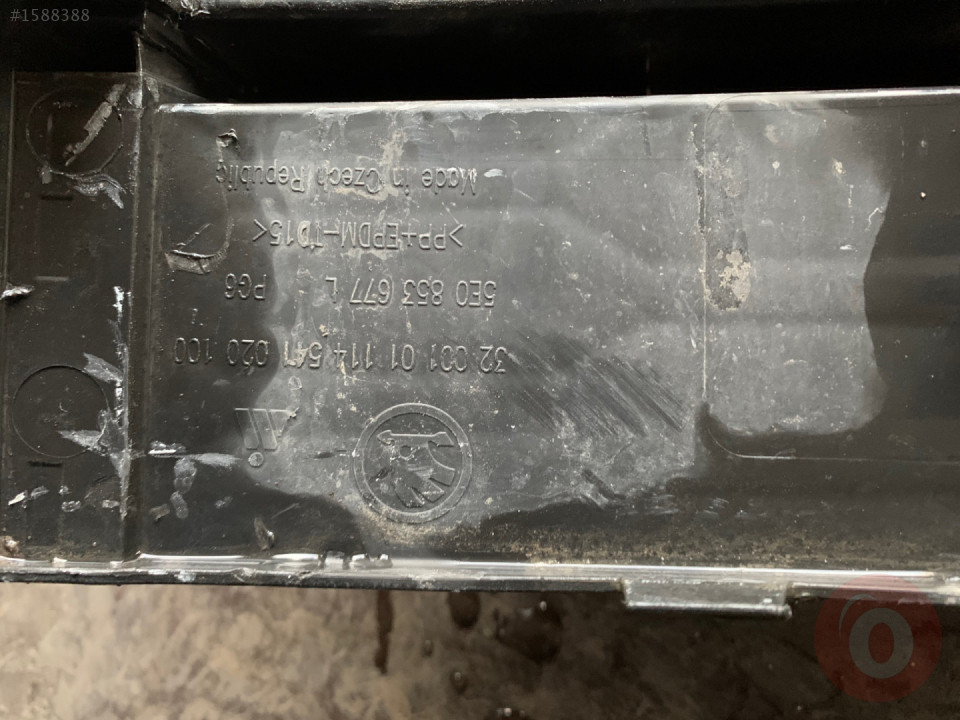 #1588388
Made in Czech Republic
>PP+EPDM-TD15<
5E0 853 677 L PG6
32 001 01 114 541 020 100
O